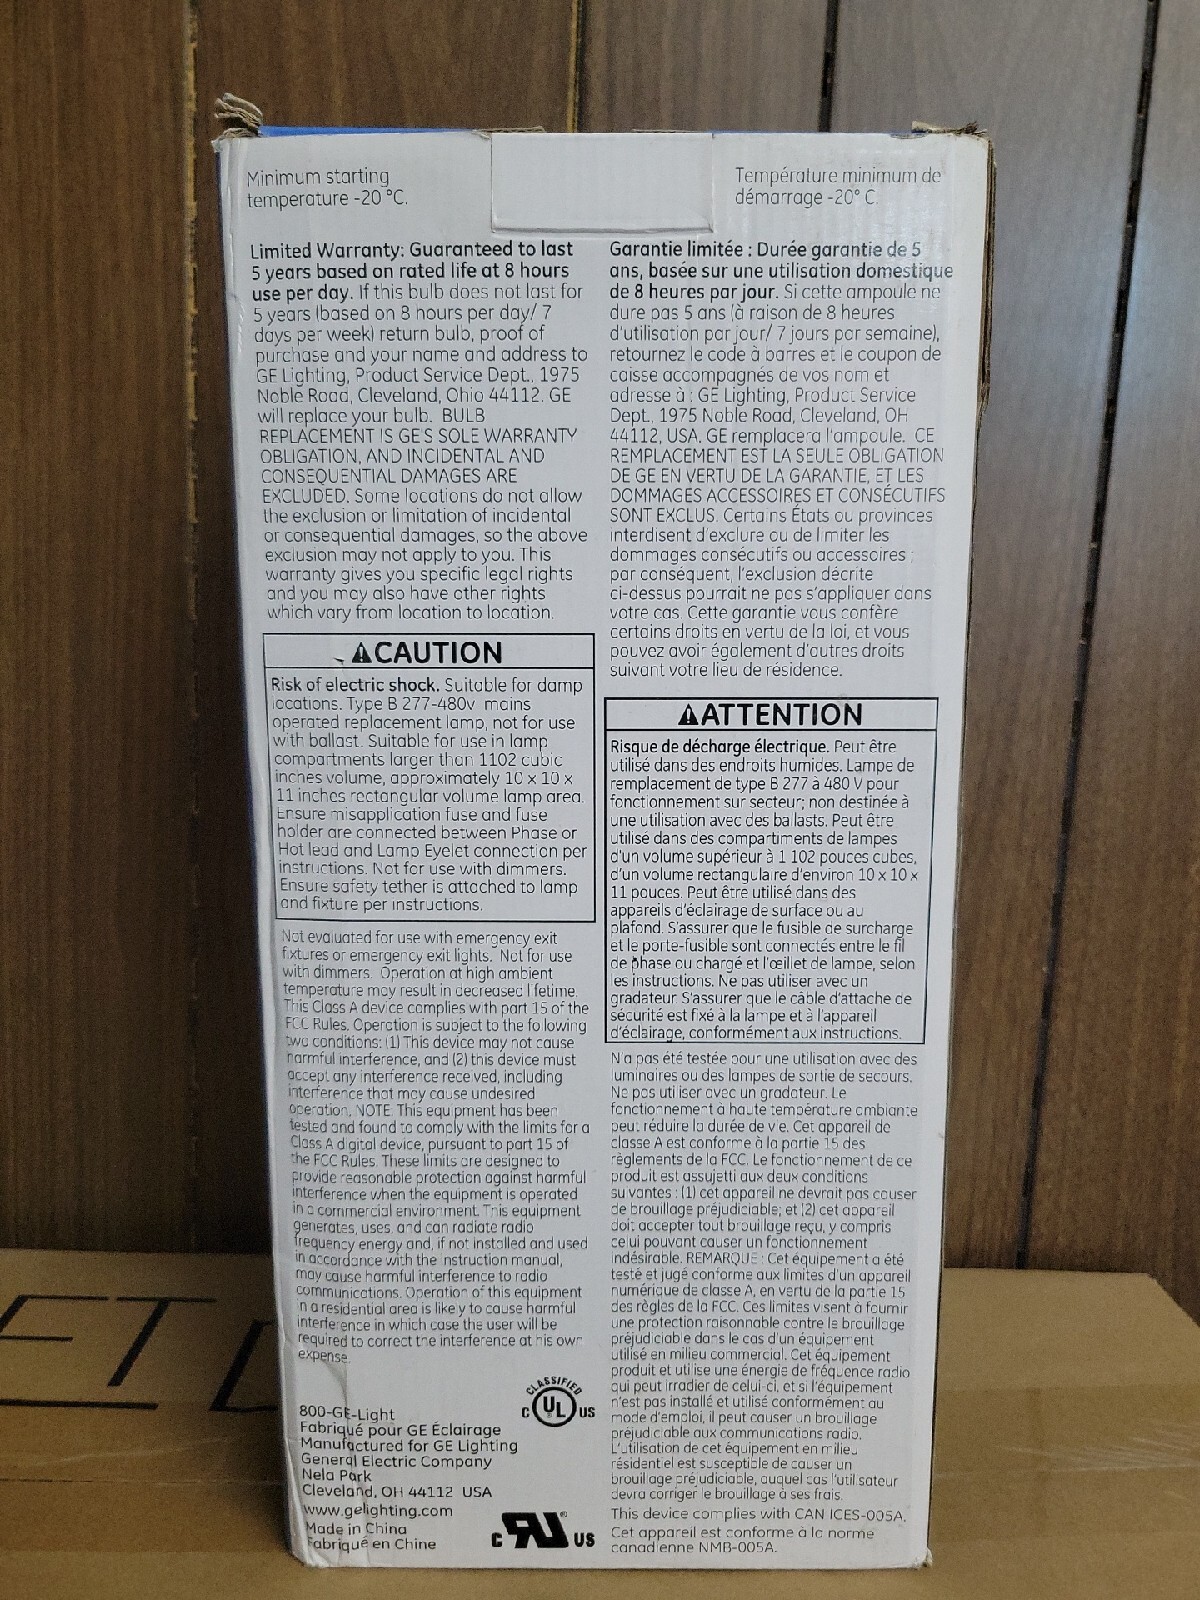 Minimum starting
temperature -20 °C.
Température minimum de
démarrage -20° C.
Limited Warranty: Guaranteed to last
5 years based on rated life at 8 hours
use per day. If this bulb does not last for
5 years (based on 8 hours per day/ 7
days per week) return bulb, proof of
purchase and your name and address to
GE Lighting, Product Service Dept., 1975
Noble Road, Cleveland, Ohio 44112. GE
will replace your bulb. BULB
REPLACEMENT IS GE'S SOLE WARRANTY
OBLIGATION, AND INCIDENTAL AND
CONSEQUENTIAL DAMAGES ARE
EXCLUDED. Some locations do not allow
the exclusion or limitation of incidental
or consequential damages, so the above
exclusion may not apply to you. This
warranty gives you specific legal rights
and you may also have other rights
which vary from location to location.
⚠CAUTION
Risk of electric shock. Suitable for damp
locations. Type B 277-480v mains
operated replacement lamp, not for use
with ballast. Suitable for use in lamp
compartments larger than 1102 cubic
inches volume, approximately 10 x 10 x
11 inches rectangular volume lamp area.
Ensure misapplication fuse and fuse
holder are connected between Phase or
Hot lead and Lamp Eyelet connection per
instructions. Not for use with dimmers.
Ensure safety tether is attached to lamp
and fixture per instructions.
Not evaluated for use with emergency exit
fixtures or emergency exit lights. Not for use
with dimmers. Operation at high ambient
temperature may result in decreased lifetime.
This Class A device complies with part 15 of the
FCC Rules. Operation is subject to the following
two conditions: (1) This device may not cause
harmful interference, and (2) this device must
accept any interference received, including
interference that may cause undesired
operation, NOTE: This equipment has been
tested and found to comply with the limits for a
Class A digital device, pursuant to part 15 of
the FCC Rules. These limits are designed to
provide reasonable protection against harmful
interference when the equipment is operated
in a commercial environment. This equipment
generates, uses, and can radiate radio
frequency energy and, if not installed and used
in accordance with the instruction manual,
may cause harmful interference to radio
communications. Operation of this equipment
in a residential area is likely to cause harmful
interference in which case the user will be
required to correct the interference at his own
expense.
800-GE-Light
Fabriqué pour GE Éclairage
Manufactured for GE Lighting
General Electric Company
Nela Park
Cleveland, OH 44112 USA
www.gelighting.com
Made in China
Fabriqué en Chine
CLASSIFIED
C UL US
C RU ® US
Garantie limitée : Durée garantie de 5
ans, basée sur une utilisation domestique
de 8 heures par jour. Si cette ampoule ne
dure pas 5 ans (à raison de 8 heures
d'utilisation par jour/ 7 jours par semaine),
retournez le code à barres et le coupon de
caisse accompagnés de vos nom et
adresse à : GE Lighting, Product Service
Dept., 1975 Noble Road, Cleveland, OH
44112, USA. GE remplacera l'ampoule. CE
REMPLACEMENT EST LA SEULE OBLIGATION
DE GE EN VERTU DE LA GARANTIE, ET LES
DOMMAGES ACCESSOIRES ET CONSÉCUTIFS
SONT EXCLUS. Certains États ou provinces
interdisent d'exclure ou de limiter les
dommages consécutifs ou accessoires ;
par conséquent, l'exclusion décrite
ci-dessus pourrait ne pas s'appliquer dans
votre cas. Cette garantie vous confère
certains droits en vertu de la loi, et vous
pouvez avoir également d'autres droits
suivant votre lieu de résidence.
⚠ATTENTION
Risque de décharge électrique. Peut être
utilisé dans des endroits humides. Lampe de
remplacement de type B 277 à 480 V pour
fonctionnement sur secteur; non destinée à
une utilisation avec des ballasts. Peut être
utilisé dans des compartiments de lampes
d'un volume supérieur à 1 102 pouces cubes,
d'un volume rectangulaire d'environ 10 x 10 x
11 pouces. Peut être utilisé dans des
appareils d'éclairage de surface ou au
plafond. S'assurer que le fusible de surcharge
et le porte-fusible sont connectés entre le fil
de phase ou chargé et l'œillet de lampe, selon
les instructions. Ne pas utiliser avec un
gradateur S'assurer que le câble d'attache de
sécurité est fixé à la lampe et à l'appareil
d'éclairage, conformément aux instructions.
N'a pas été testée pour une utilisation avec des
luminaires ou des lampes de sortie de secours.
Ne pas utiliser avec un gradateur. Le
fonctionnement à haute température ambiante
peut réduire la durée de vie. Cet appareil de
classe A est conforme à la partie 15 des
règlements de la FCC. Le fonctionnement de ce
produit est assujetti aux deux conditions
suivantes : (1) cet appareil ne devrait pas causer
de brouillage préjudiciable; et (2) cet appareil
doit accepter tout brouillage reçu, y compris
celui pouvant causer un fonctionnement
indésirable. REMARQUE : Cet équipement a été
testé et jugé conforme aux limites d'un appareil
numérique de classe A, en vertu de la partie 15
des règles de la FCC. Ces limites visent à fournir
une protection raisonnable contre le brouillage
préjudiciable dans le cas d'un équipement
utilisé en milieu commercial. Cet équipement
produit et utilise une énergie de fréquence radio
qui peut irradier de celui-ci, et si l'équipement
n'est pas installé et utilisé conformément au
mode d'emploi, il peut causer un brouillage
préjudiciable aux communications radio.
L'utilisation de cet équipement en milieu
résidentiel est susceptible de causer un
brouillage préjudiciable, auquel cas l'utilisateur
devra corriger le brouillage à ses frais.
This device complies with CAN ICES-005A.
Cet appareil est conforme à la norme
canadienne NMB-005A.